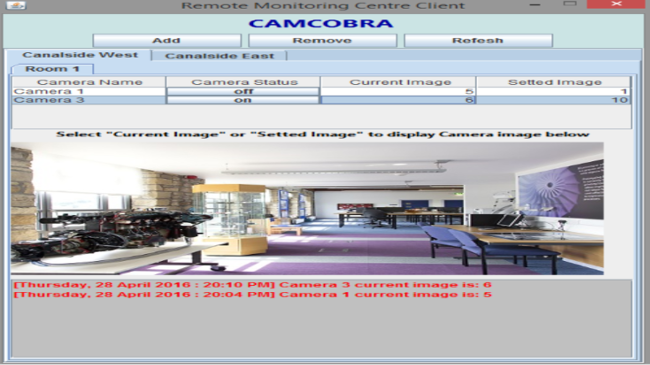 Remote Monitoring Centre Client
CAMCOBRA
Add Remove Refesh
Canalside West Canalside East
Room 1
Camera Name Camera Status Current Image Setted Image
Camera 1 off 5 1
Camera 3 on 6 10
Select "Current Image" or "Setted Image" to display Camera image below
[Thursday, 28 April 2016 : 20:10 PM] Camera 3 current image is: 6
[Thursday, 28 April 2016 : 20:04 PM] Camera 1 current image is: 5